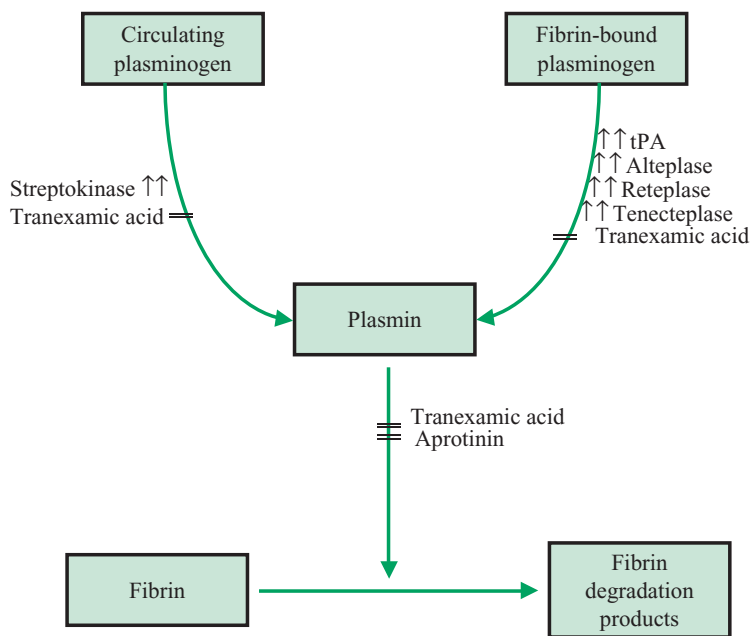 Circulating
plasminogen
Fibrin-bound
plasminogen
↑↑ tPA
↑↑ Alteplase
↑↑ Reteplase
↑↑ Tenecteplase
Tranexamic acid
Streptokinase ↑↑
Tranexamic acid
Plasmin
Tranexamic acid
Aprotinin
Fibrin
Fibrin
degradation
products